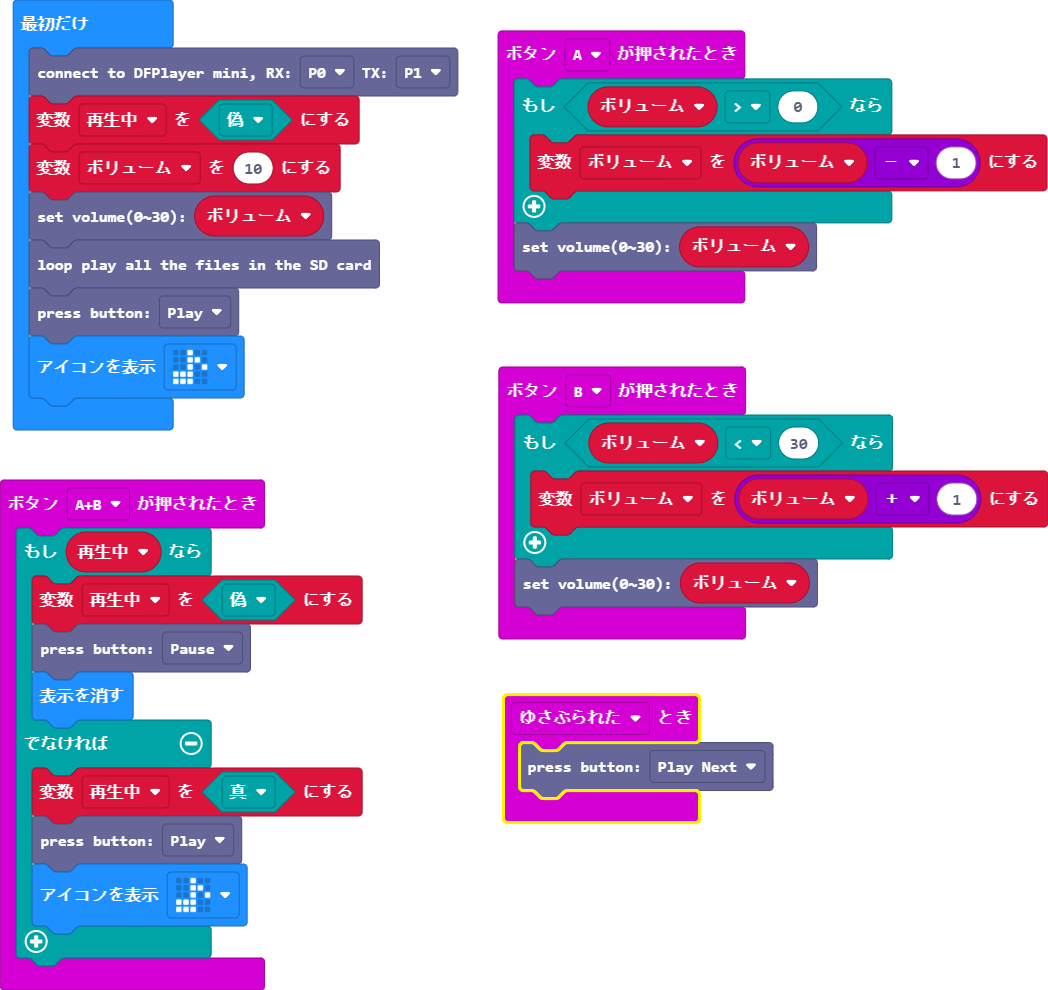 最初だけ
connect to DFPlayer mini, RX: P0 TX: P1
変数 再生中 を 偽 にする
変数 ボリューム を 10 にする
set volume(0~30): ボリューム
loop play all the files in the SD card
press button: Play
アイコンを表示
ボタン A+B が押されたとき
もし 再生中 なら
変数 再生中 を 偽 にする
press button: Pause
表示を消す
でなければ
変数 再生中 を 真 にする
press button: Play
アイコンを表示
ボタン A が押されたとき
もし ボリューム > 0 なら
変数 ボリューム を ボリューム - 1 にする
set volume(0~30): ボリューム
ボタン B が押されたとき
もし ボリューム < 30 なら
変数 ボリューム を ボリューム + 1 にする
set volume(0~30): ボリューム
ゆさぶられた とき
press button: Play Next